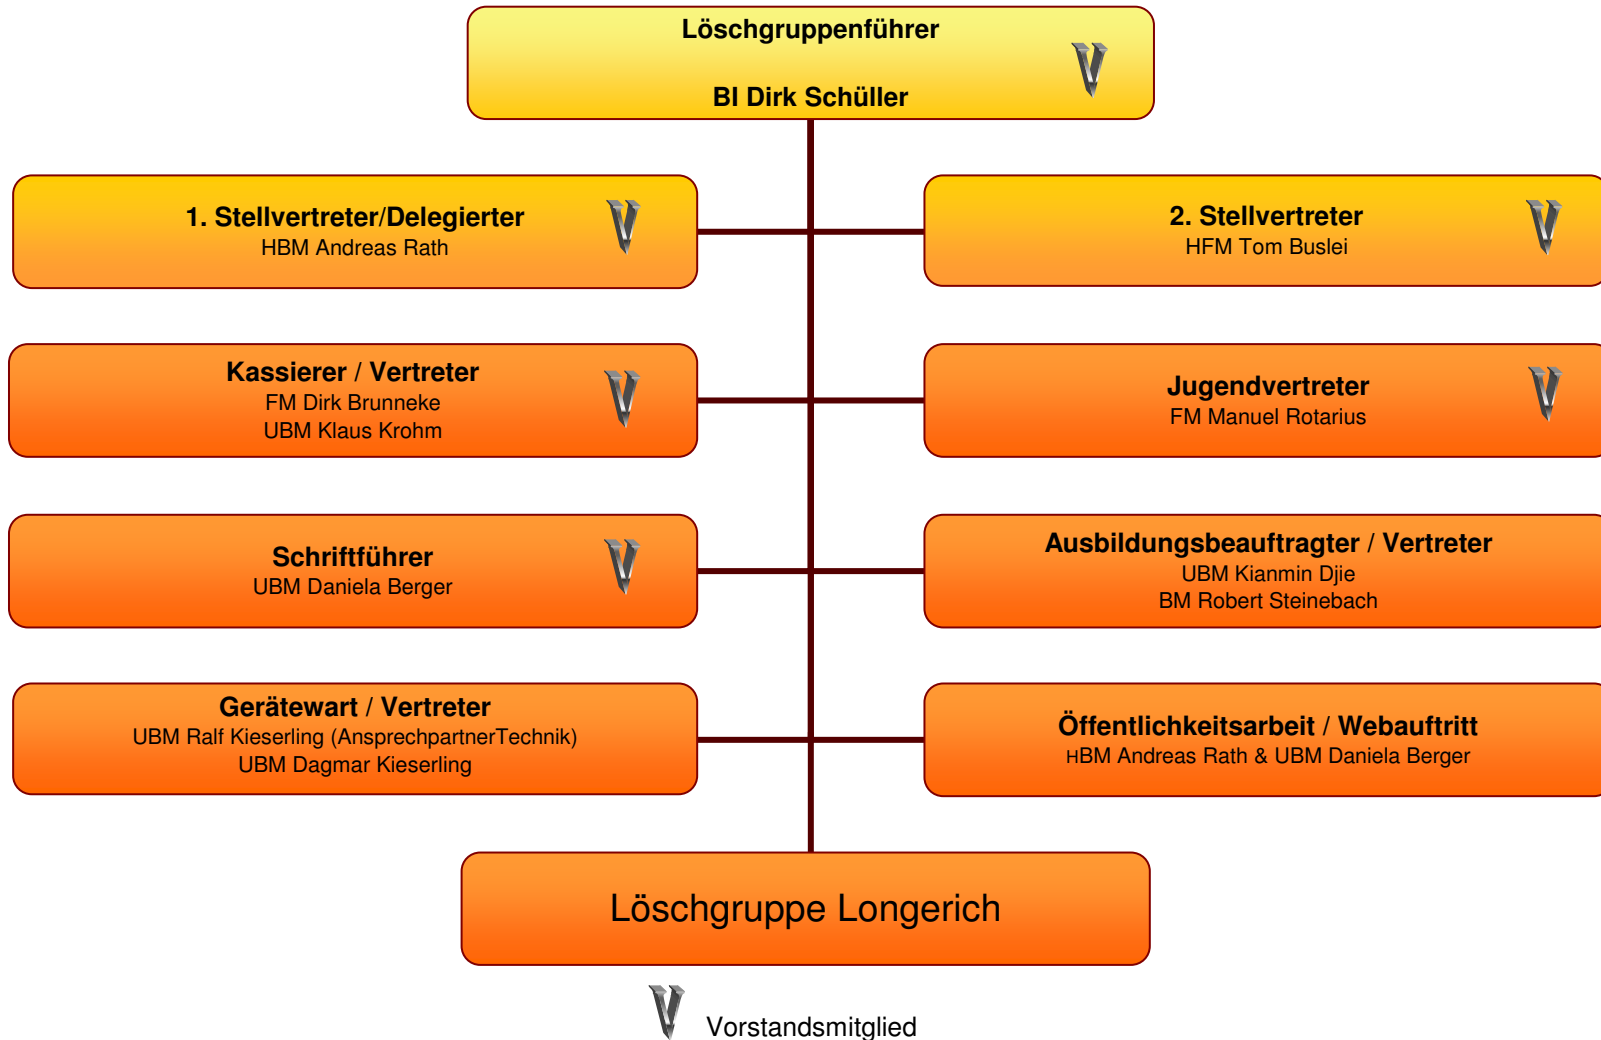 Löschgruppenführer
BI Dirk Schüller
V
1. Stellvertreter/Delegierter
HBM Andreas Rath
V
2. Stellvertreter
HFM Tom Buslei
V
Kassierer / Vertreter
FM Dirk Brunneke
UBM Klaus Krohm
V
Jugendvertreter
FM Manuel Rotarius
V
Schriftführer
UBM Daniela Berger
V
Ausbildungsbeauftragter / Vertreter
UBM Kianmin Djie
BM Robert Steinebach
Gerätewart / Vertreter
UBM Ralf Kieserling (AnsprechpartnerTechnik)
UBM Dagmar Kieserling
Öffentlichkeitsarbeit / Webauftritt
HBM Andreas Rath & UBM Daniela Berger
Löschgruppe Longerich
V Vorstandsmitglied